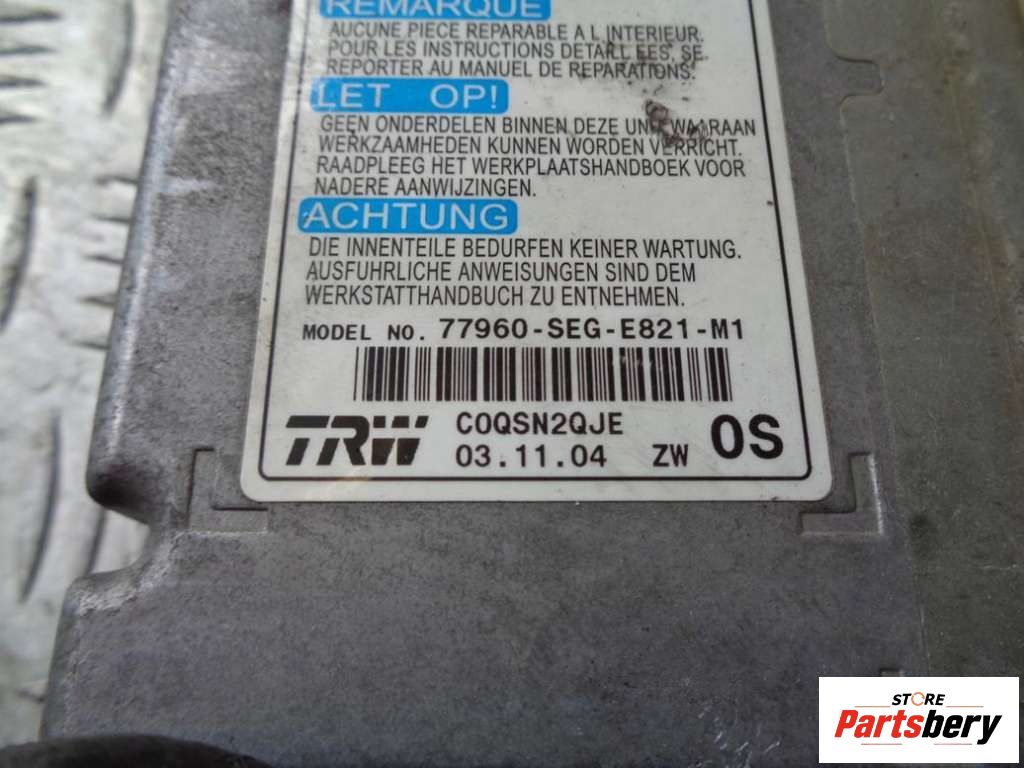 REMARQUE
AUCUNE PIECE REPARABLE A L INTERIEUR.
POUR LES INSTRUCTIONS DETAILLEES, SE
REPORTER AU MANUEL DE REPARATIONS.
LET OP!
GEEN ONDERDELEN BINNEN DEZE UNIT WAARAAN
WERKZAAMHEDEN KUNNEN WORDEN VERRICHT.
RAADPLEEG HET WERKPLAATSHANDBOEK VOOR
NADERE AANWIJZINGEN.
ACHTUNG
DIE INNENTEILE BEDURFEN KEINER WARTUNG.
AUSFUHRLICHE ANWEISUNGEN SIND DEM
WERKSTATTHANDBUCH ZU ENTNEHMEN.
MODEL NO. 77960-SEG-E821-M1
TRW C0QSN2QJE
03.11.04 ZW 0S
STORE
Partsbery